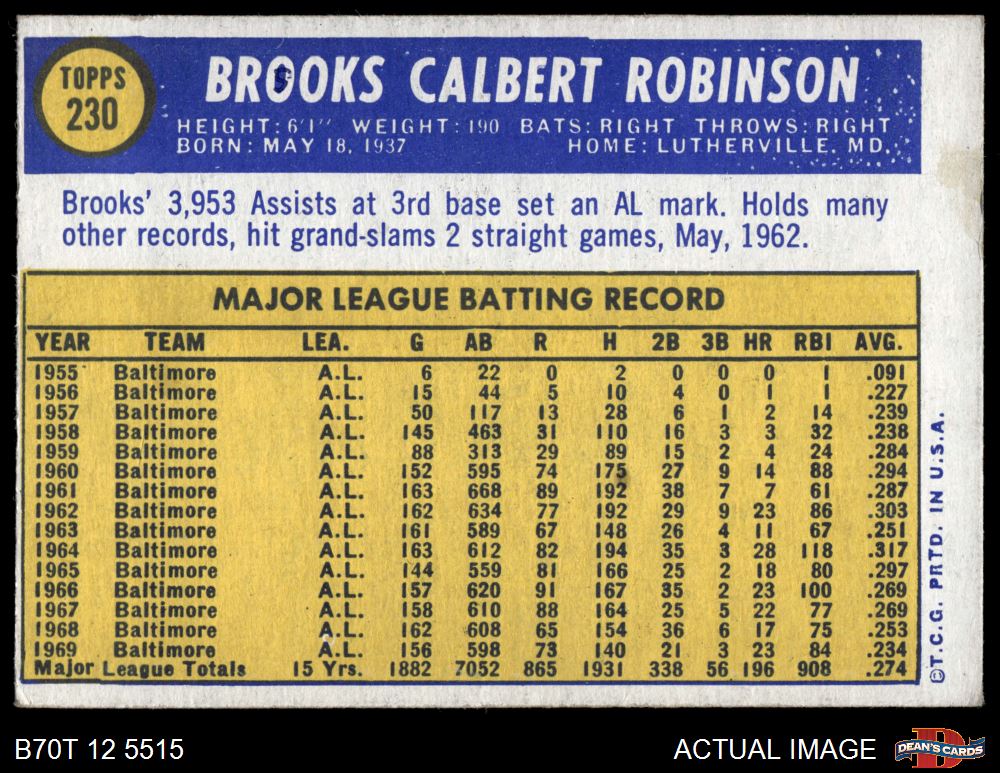 TOPPS
230
BROOKS CALBERT ROBINSON
HEIGHT: 6'1" WEIGHT: 190 BATS: RIGHT THROWS: RIGHT
BORN: MAY 18, 1937 HOME: LUTHERVILLE, MD.
Brooks' 3,953 Assists at 3rd base set an AL mark. Holds many
other records, hit grand-slams 2 straight games, May, 1962.
MAJOR LEAGUE BATTING RECORD
YEAR TEAM LEA. G AB R H 2B 3B HR RBI AVG.
1955 Baltimore A.L. 6 22 0 2 0 0 0 1 .091
1956 Baltimore A.L. 15 44 5 10 4 0 1 1 .227
1957 Baltimore A.L. 50 117 13 28 6 1 2 14 .239
1958 Baltimore A.L. 145 463 31 110 16 3 3 32 .238
1959 Baltimore A.L. 88 313 29 89 15 2 4 24 .284
1960 Baltimore A.L. 152 595 74 175 27 9 14 88 .294
1961 Baltimore A.L. 163 668 89 192 38 7 7 61 .287
1962 Baltimore A.L. 162 634 77 192 29 9 23 86 .303
1963 Baltimore A.L. 161 589 67 148 26 4 11 67 .251
1964 Baltimore A.L. 163 612 82 194 35 3 28 118 .317
1965 Baltimore A.L. 144 559 81 166 25 2 18 80 .297
1966 Baltimore A.L. 157 620 91 167 35 2 23 100 .269
1967 Baltimore A.L. 158 610 88 164 25 5 22 77 .269
1968 Baltimore A.L. 162 608 65 154 36 6 17 75 .253
1969 Baltimore A.L. 156 598 73 140 21 3 23 84 .234
Major League Totals 15 Yrs. 1882 7052 865 1931 338 56 196 908 .274
©T.C.G. PRTD. IN U.S.A.
B70T 12 5515
ACTUAL IMAGE
DEAN'S CARDS